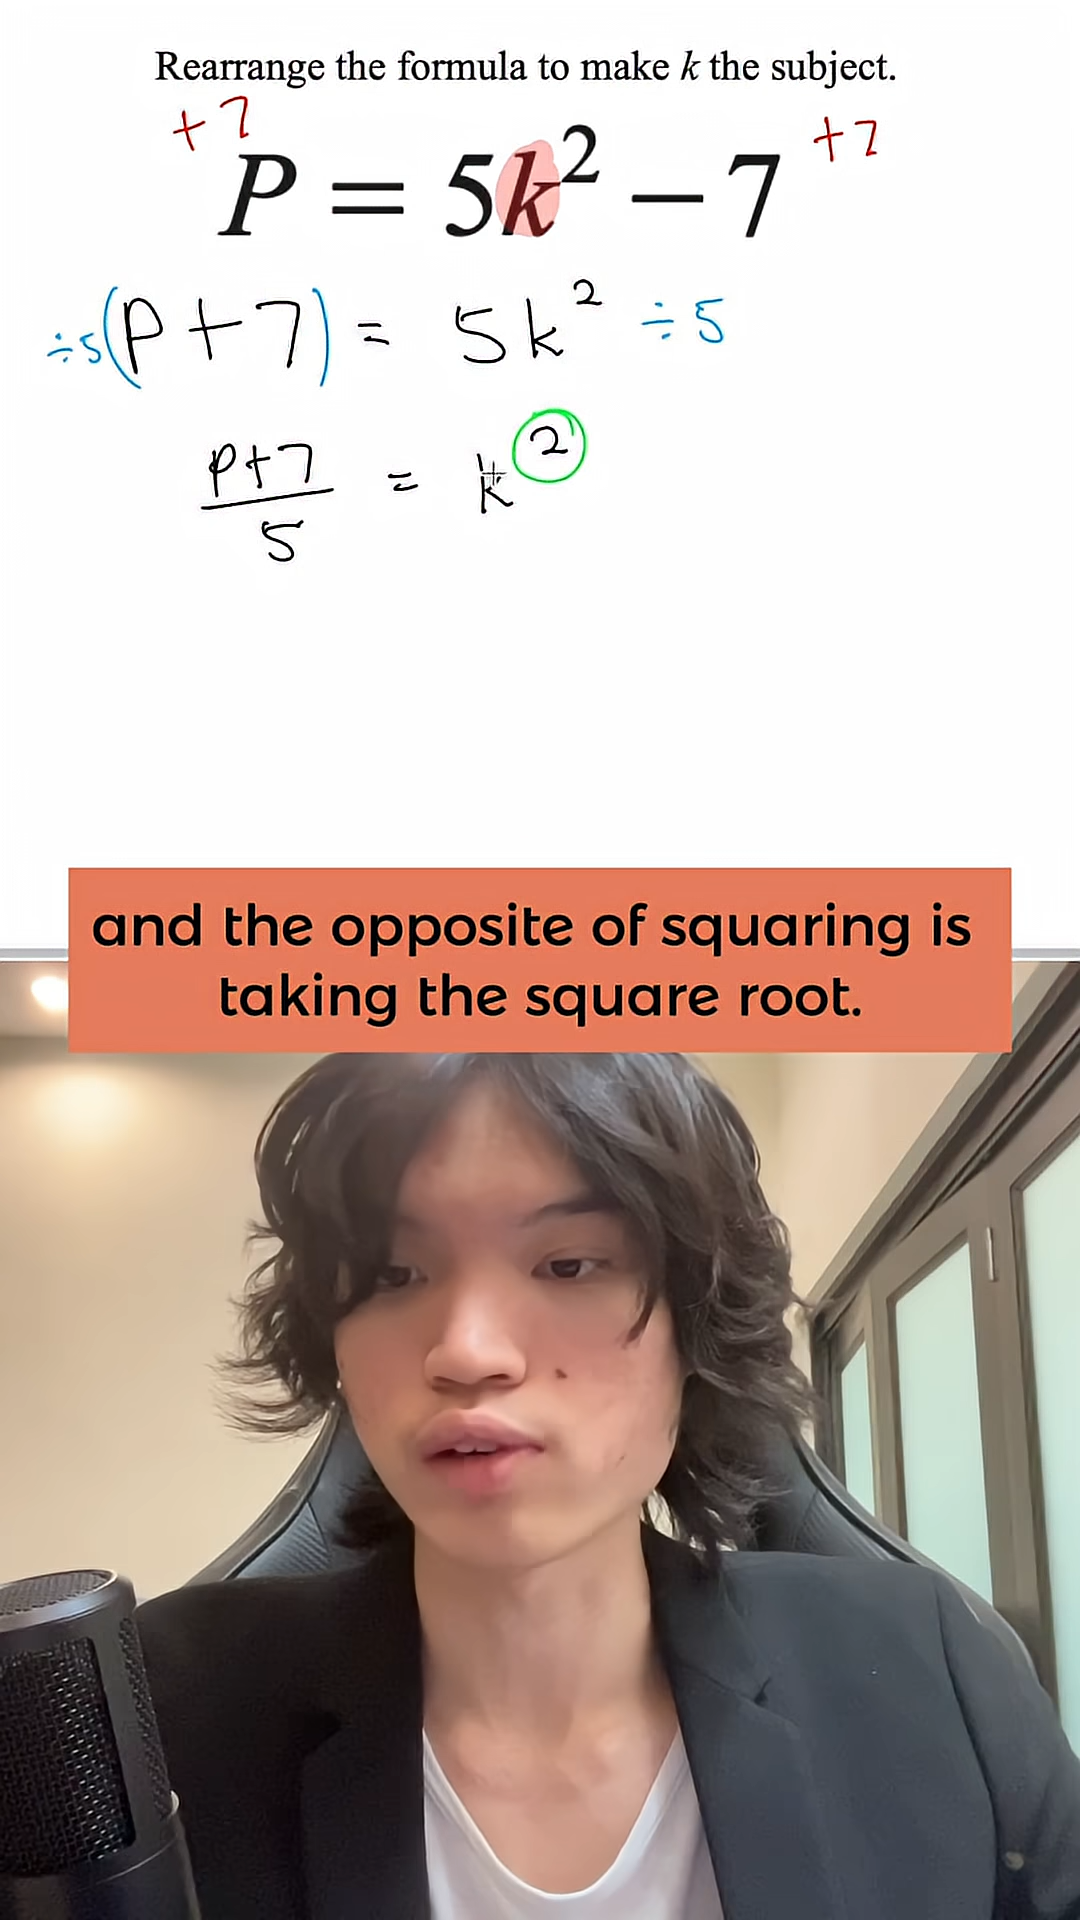 Rearrange the formula to make k the subject.
+7 +7
P = 5k² − 7
÷5(P+7) = 5k² ÷5
P+7
5
= k²
and the opposite of squaring is
taking the square root.